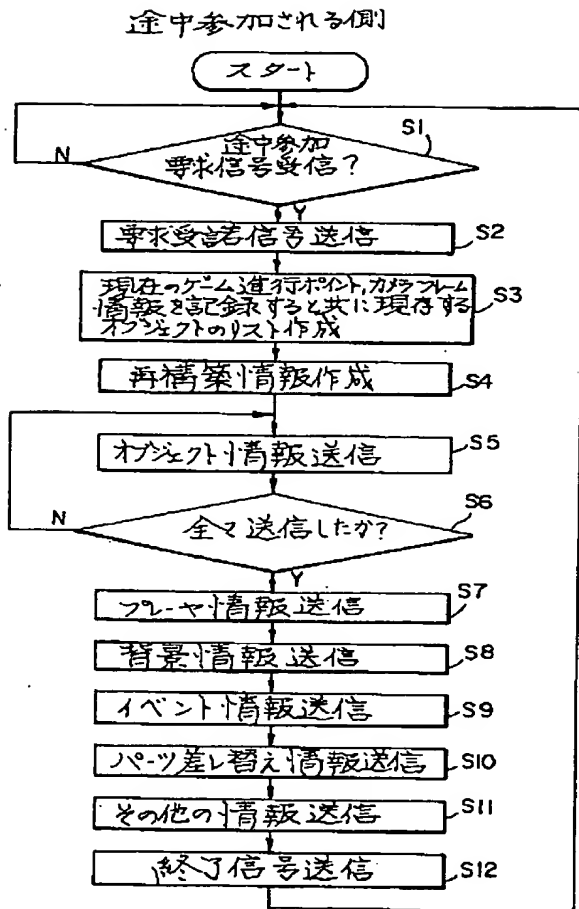 途中参加される側
スタート
途中参加
要求信号受信?
S1
N
Y
要求受諾信号送信
S2
現在のゲーム進行ポイント,カメラフレーム
情報を記録すると共に現存する
オブジェクトのリスト作成
S3
再構築情報作成
S4
オブジェクト情報送信
S5
全て送信したか?
S6
N
Y
プレーヤ情報送信
S7
背景情報送信
S8
イベント情報送信
S9
パーツ差し替え情報送信
S10
その他の情報送信
S11
終了信号送信
S12